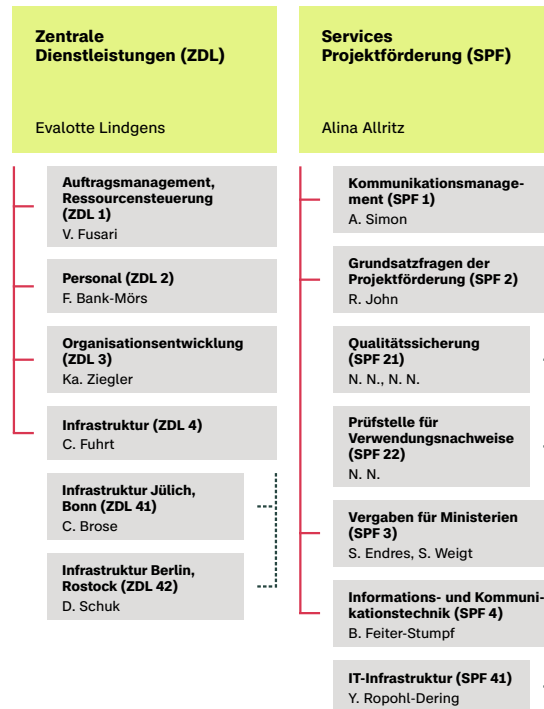 Zentrale
Dienstleistungen (ZDL)
Evalotte Lindgens
Auftragsmanagement,
Ressourcensteuerung
(ZDL 1)
V. Fusari
Personal (ZDL 2)
F. Bank-Mörs
Organisationsentwicklung
(ZDL 3)
Ka. Ziegler
Infrastruktur (ZDL 4)
C. Fuhrt
Infrastruktur Jülich,
Bonn (ZDL 41)
C. Brose
Infrastruktur Berlin,
Rostock (ZDL 42)
D. Schuk
Services
Projektförderung (SPF)
Alina Allritz
Kommunikationsmanage-
ment (SPF 1)
A. Simon
Grundsatzfragen der
Projektförderung (SPF 2)
R. John
Qualitätssicherung
(SPF 21)
N. N., N. N.
Prüfstelle für
Verwendungsnachweise
(SPF 22)
N. N.
Vergaben für Ministerien
(SPF 3)
S. Endres, S. Weigt
Informations- und Kommuni-
kationstechnik (SPF 4)
B. Feiter-Stumpf
IT-Infrastruktur (SPF 41)
Y. Ropohl-Dering